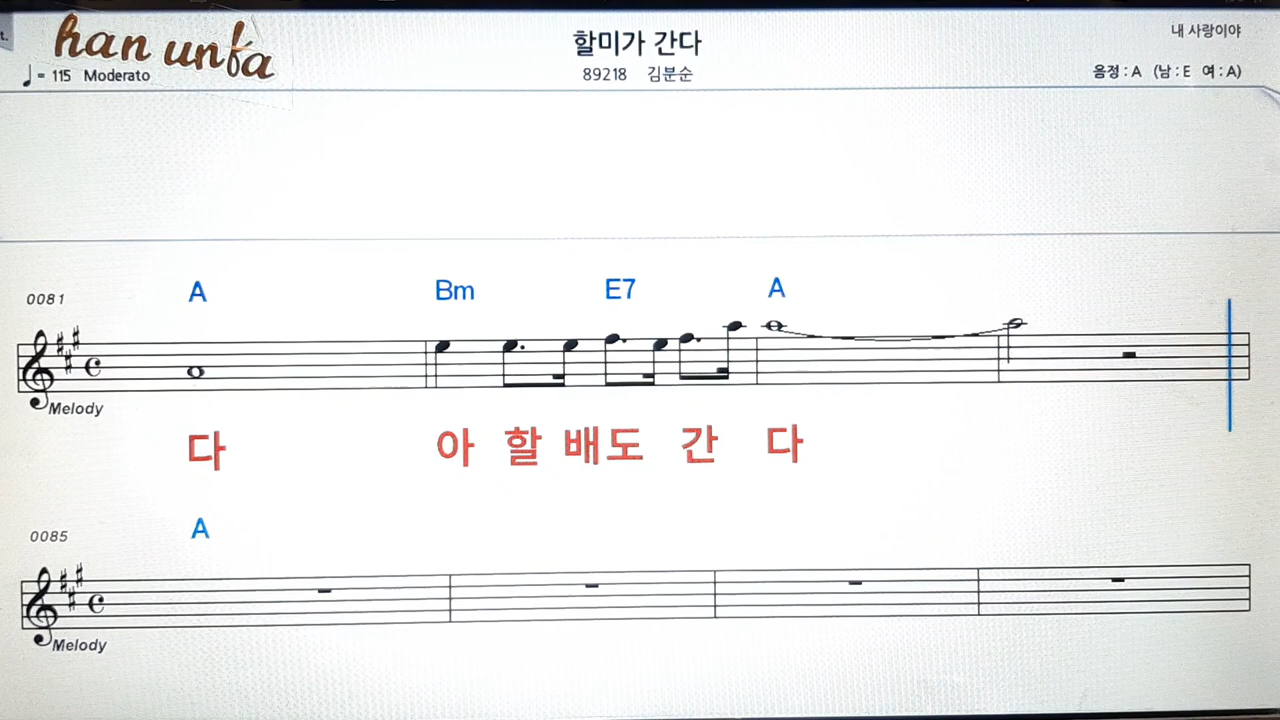 t.
han unfa
할미가 간다
내 사랑이야
= 115 Moderato
89218 김분순
음정 : A (남 : E 여 : A)
0081
A Bm E7 A
Melody
다 아 할 배도 간 다
0085
A
Melody